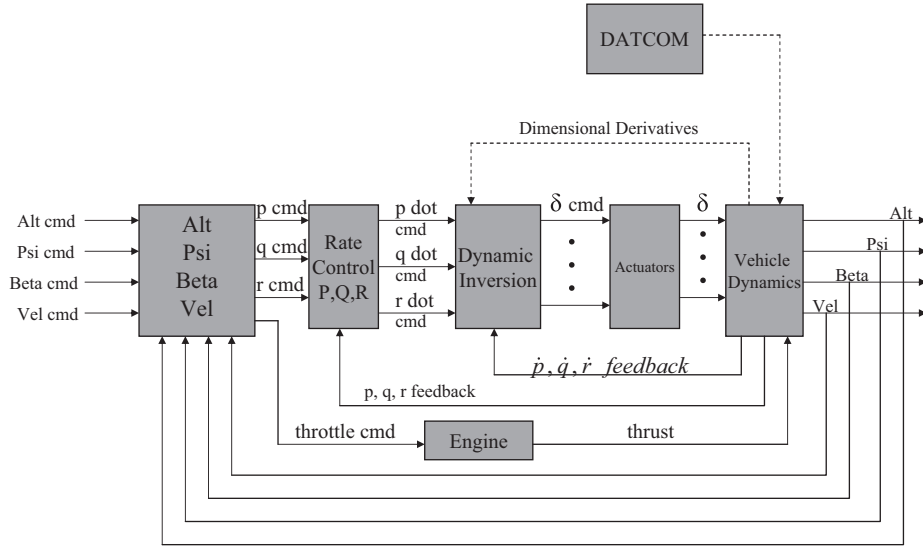 DATCOM
Dimensional Derivatives
Alt cmd
Psi cmd
Beta cmd
Vel cmd
Alt
Psi
Beta
Vel
p cmd
q cmd
r cmd
Rate
Control
P,Q,R
p dot
cmd
q dot
cmd
r dot
cmd
Dynamic
Inversion
δ cmd
Actuators
δ
Vehicle
Dynamics
Alt
Psi
Beta
Vel
ṗ, q̇, ṙ feedback
p, q, r feedback
throttle cmd
Engine
thrust